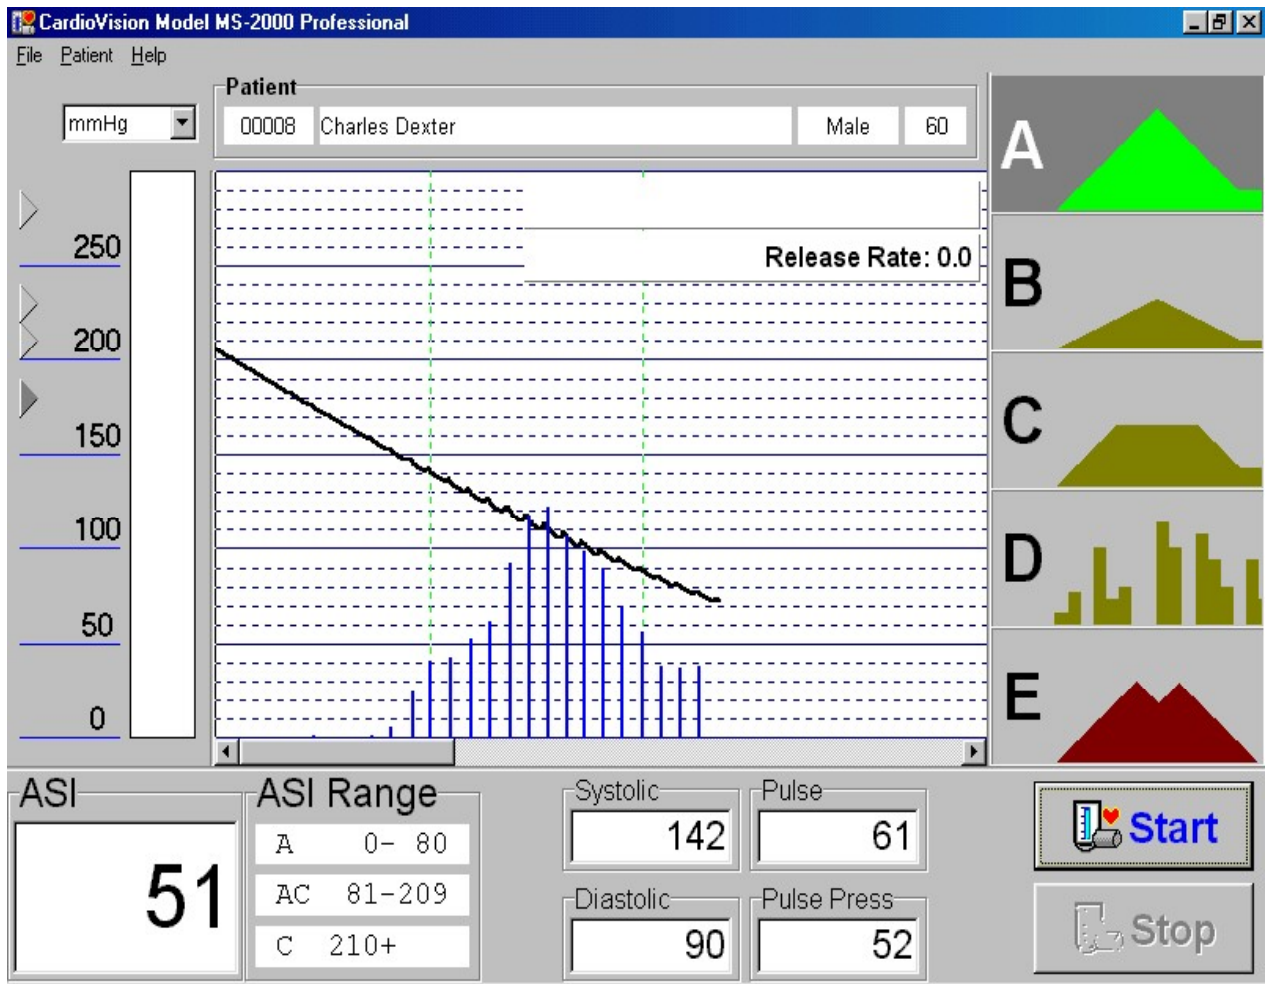 CardioVision Model MS-2000 Professional
File Patient Help
Patient
mmHg
00008 Charles Dexter Male 60
Release Rate: 0.0
250
200
150
100
50
0
A
B
C
D
E
ASI
51
ASI Range
A 0- 80
AC 81-209
C 210+
Systolic
142
Pulse
61
Diastolic
90
Pulse Press
52
Start
Stop